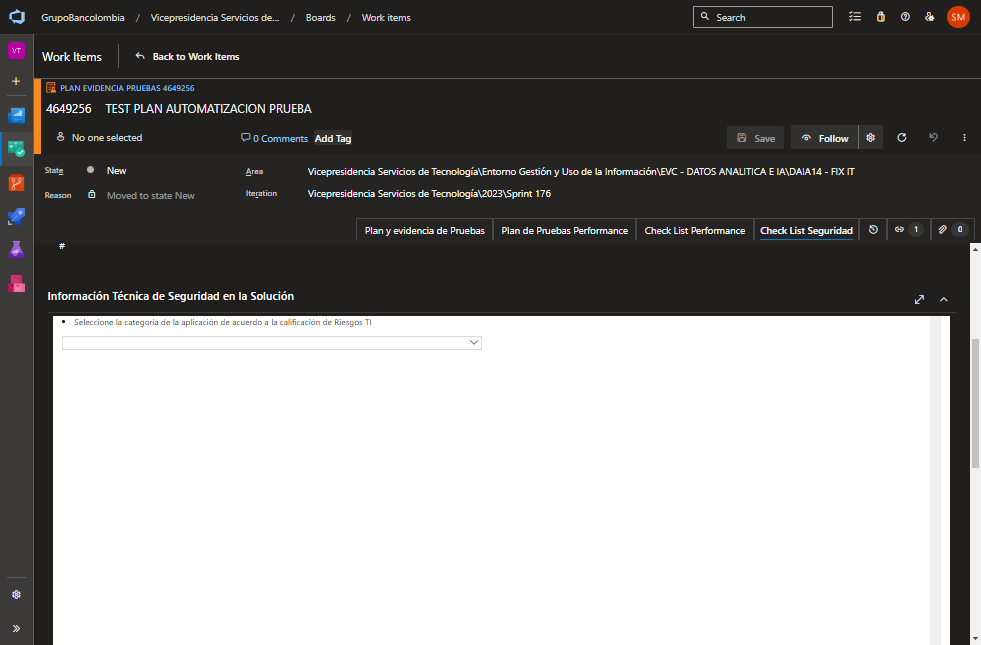 GrupoBancolombia / Vicepresidencia Servicios de... / Boards / Work items Search SM
VT
Work Items Back to Work Items
PLAN EVIDENCIA PRUEBAS 4649256
4649256 TEST PLAN AUTOMATIZACION PRUEBA
No one selected 0 Comments Add Tag Save Follow
State New Area Vicepresidencia Servicios de Tecnología\Entorno Gestión y Uso de la Información\EVC - DATOS ANALITICA E IA\DAIA14 - FIX IT
Reason Moved to state New Iteration Vicepresidencia Servicios de Tecnología\2023\Sprint 176
Plan y evidencia de Pruebas Plan de Pruebas Performance Check List Performance Check List Seguridad 1 0
#
Información Técnica de Seguridad en la Solución
• Seleccione la categoría de la aplicación de acuerdo a la calificación de Riesgos TI